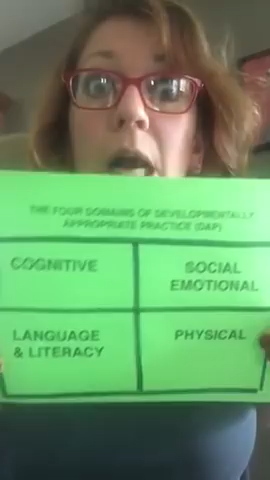 THE FOUR DOMAINS OF DEVELOPMENTALLY
APPROPRIATE PRACTICE (DAP)
COGNITIVE
SOCIAL
EMOTIONAL
LANGUAGE
& LITERACY
PHYSICAL